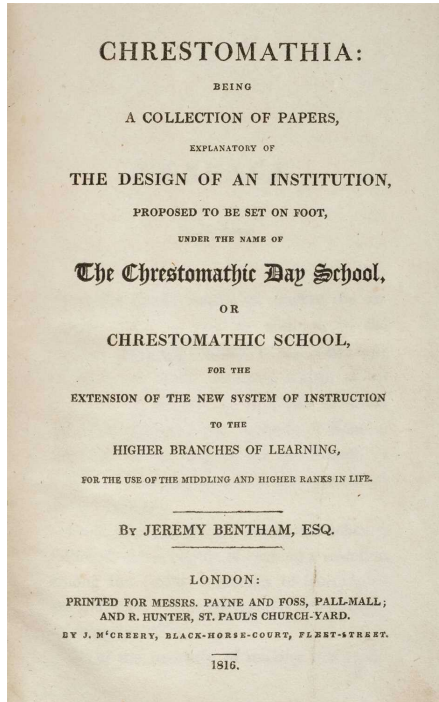 CHRESTOMATHIA:
BEING
A COLLECTION OF PAPERS,
EXPLANATORY OF
THE DESIGN OF AN INSTITUTION,
PROPOSED TO BE SET ON FOOT,
UNDER THE NAME OF
The Chrestomathic Day School,
OR
CHRESTOMATHIC SCHOOL,
FOR THE
EXTENSION OF THE NEW SYSTEM OF INSTRUCTION
TO THE
HIGHER BRANCHES OF LEARNING,
FOR THE USE OF THE MIDDLING AND HIGHER RANKS IN LIFE.
BY JEREMY BENTHAM, ESQ.
LONDON:
PRINTED FOR MESSRS. PAYNE AND FOSS, PALL-MALL;
AND R. HUNTER, ST. PAUL'S CHURCH-YARD.
BY J. MʻCREERY, BLACK-HORSE-COURT, FLEET-STREET.
1816.